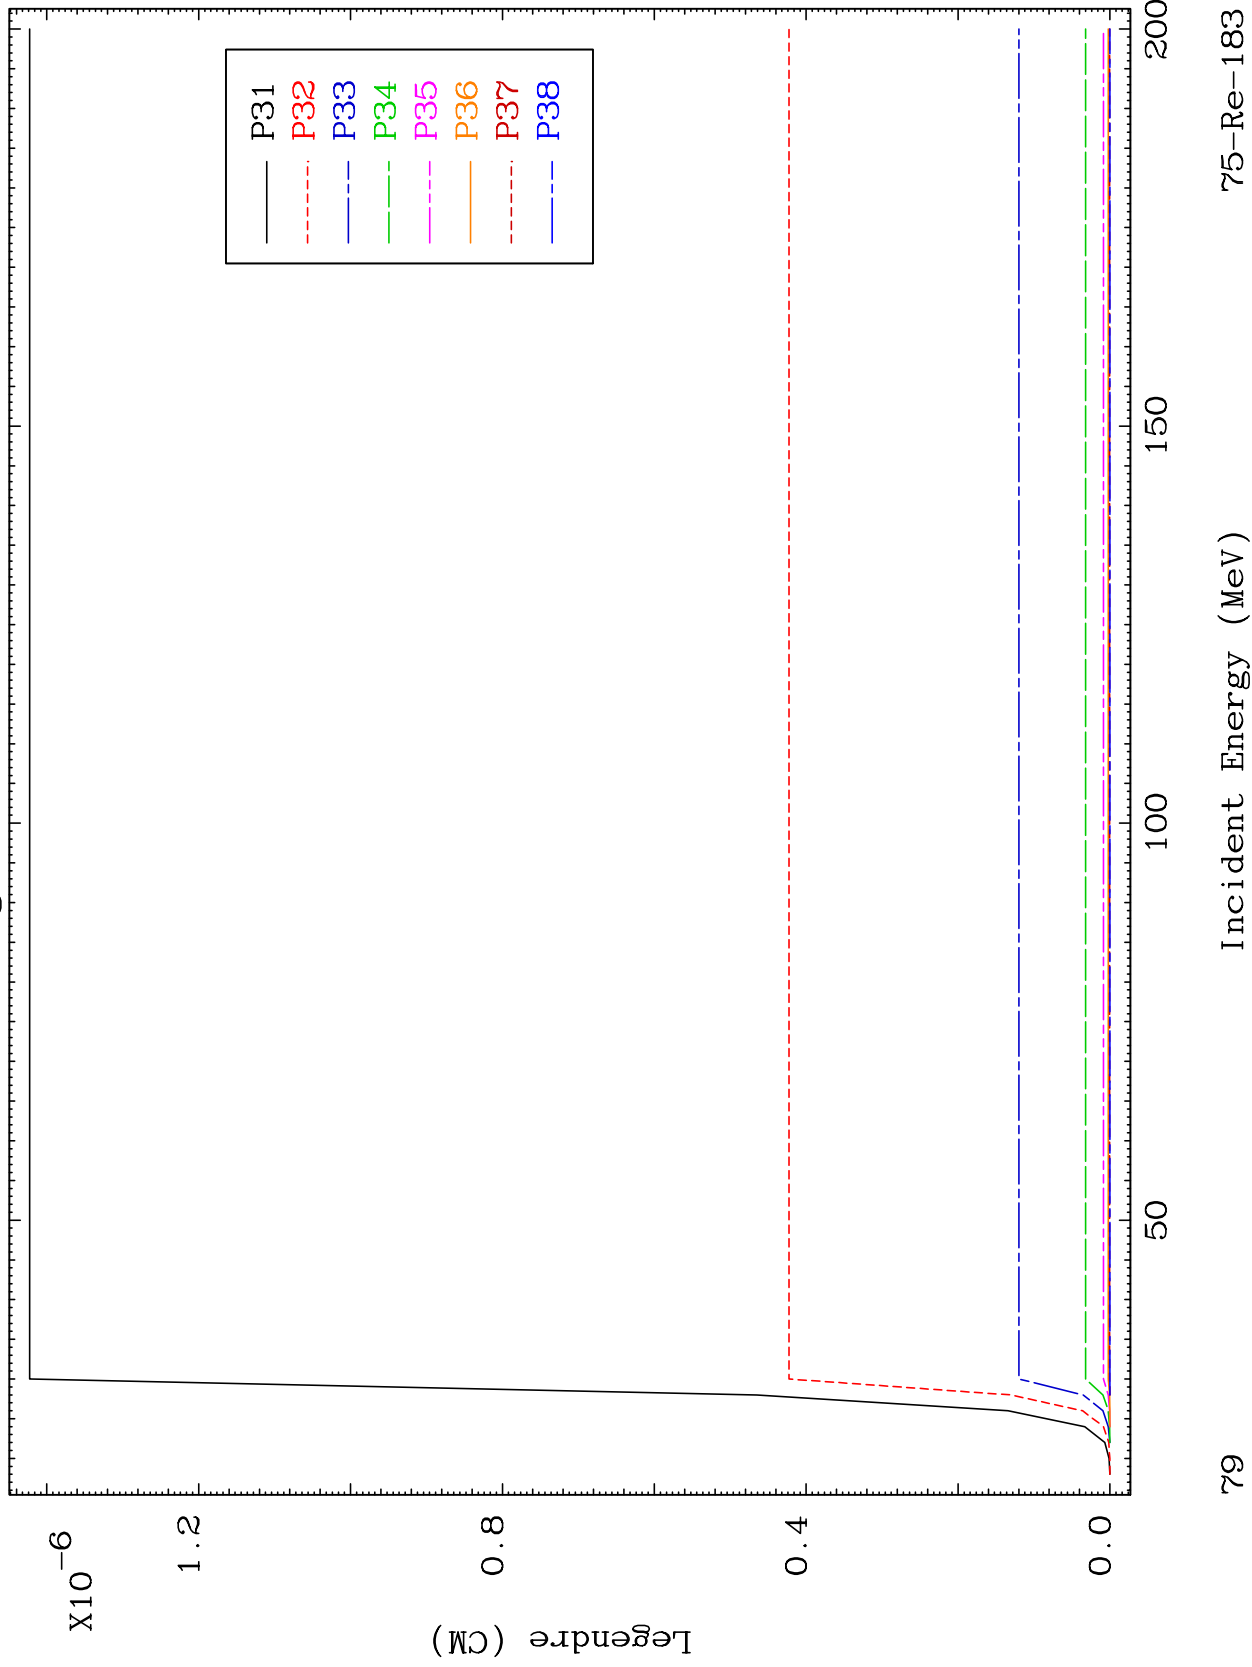 X10-6
1.2
0.8
0.4
0.0
Legendre (CM)
P31
P32
P33
P34
P35
P36
P37
P38
50
100
150
200
Incident Energy (MeV)
79
75-Re-183